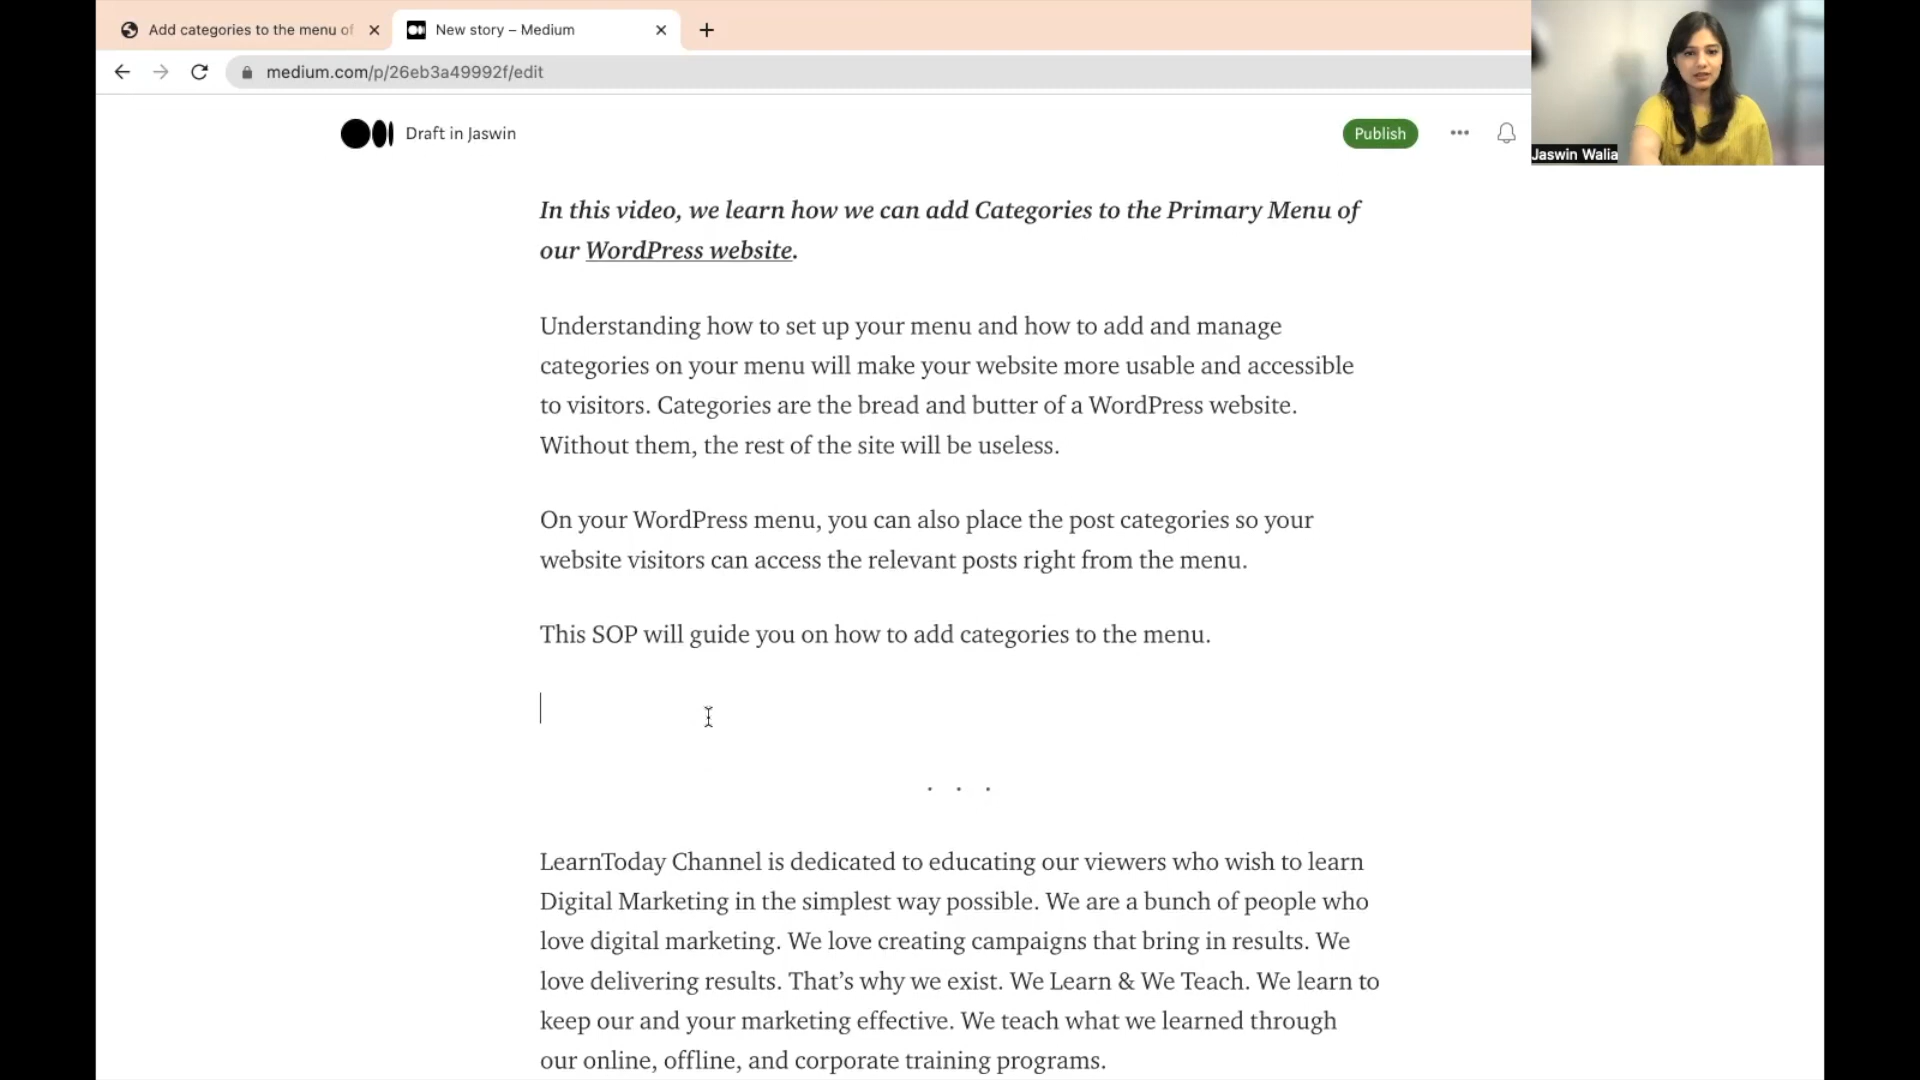 Add categories to the menu of
New story – Medium
medium.com/p/26eb3a49992f/edit
Draft in Jaswin
Publish
Jaswin Walia
In this video, we learn how we can add Categories to the Primary Menu of
our WordPress website.
Understanding how to set up your menu and how to add and manage
categories on your menu will make your website more usable and accessible
to visitors. Categories are the bread and butter of a WordPress website.
Without them, the rest of the site will be useless.
On your WordPress menu, you can also place the post categories so your
website visitors can access the relevant posts right from the menu.
This SOP will guide you on how to add categories to the menu.
. . .
LearnToday Channel is dedicated to educating our viewers who wish to learn
Digital Marketing in the simplest way possible. We are a bunch of people who
love digital marketing. We love creating campaigns that bring in results. We
love delivering results. That’s why we exist. We Learn & We Teach. We learn to
keep our and your marketing effective. We teach what we learned through
our online, offline, and corporate training programs.